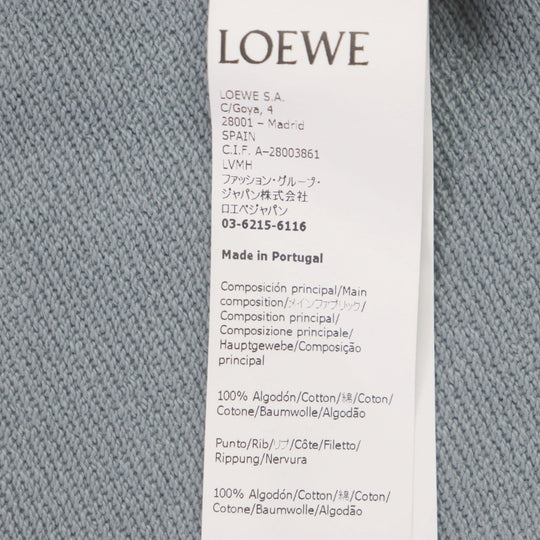 LOEWE
LOEWE S.A.
C/Goya, 4
28001 – Madrid
SPAIN
C.I.F. A–28003861
LVMH
ファッション・グループ・
ジャパン株式会社
ロエベジャパン
03-6215-6116
Made in Portugal
Composición principal/Main
composition/メインファブリック/
Composition principal/
Composizione principale/
Hauptgewebe/Composição
principal
100% Algodón/Cotton/綿/Coton/
Cotone/Baumwolle/Algodão
Punto/Rib/リブ/Côte/Filetto/
Rippung/Nervura
100% Algodón/Cotton/綿/Coton/
Cotone/Baumwolle/Algodão